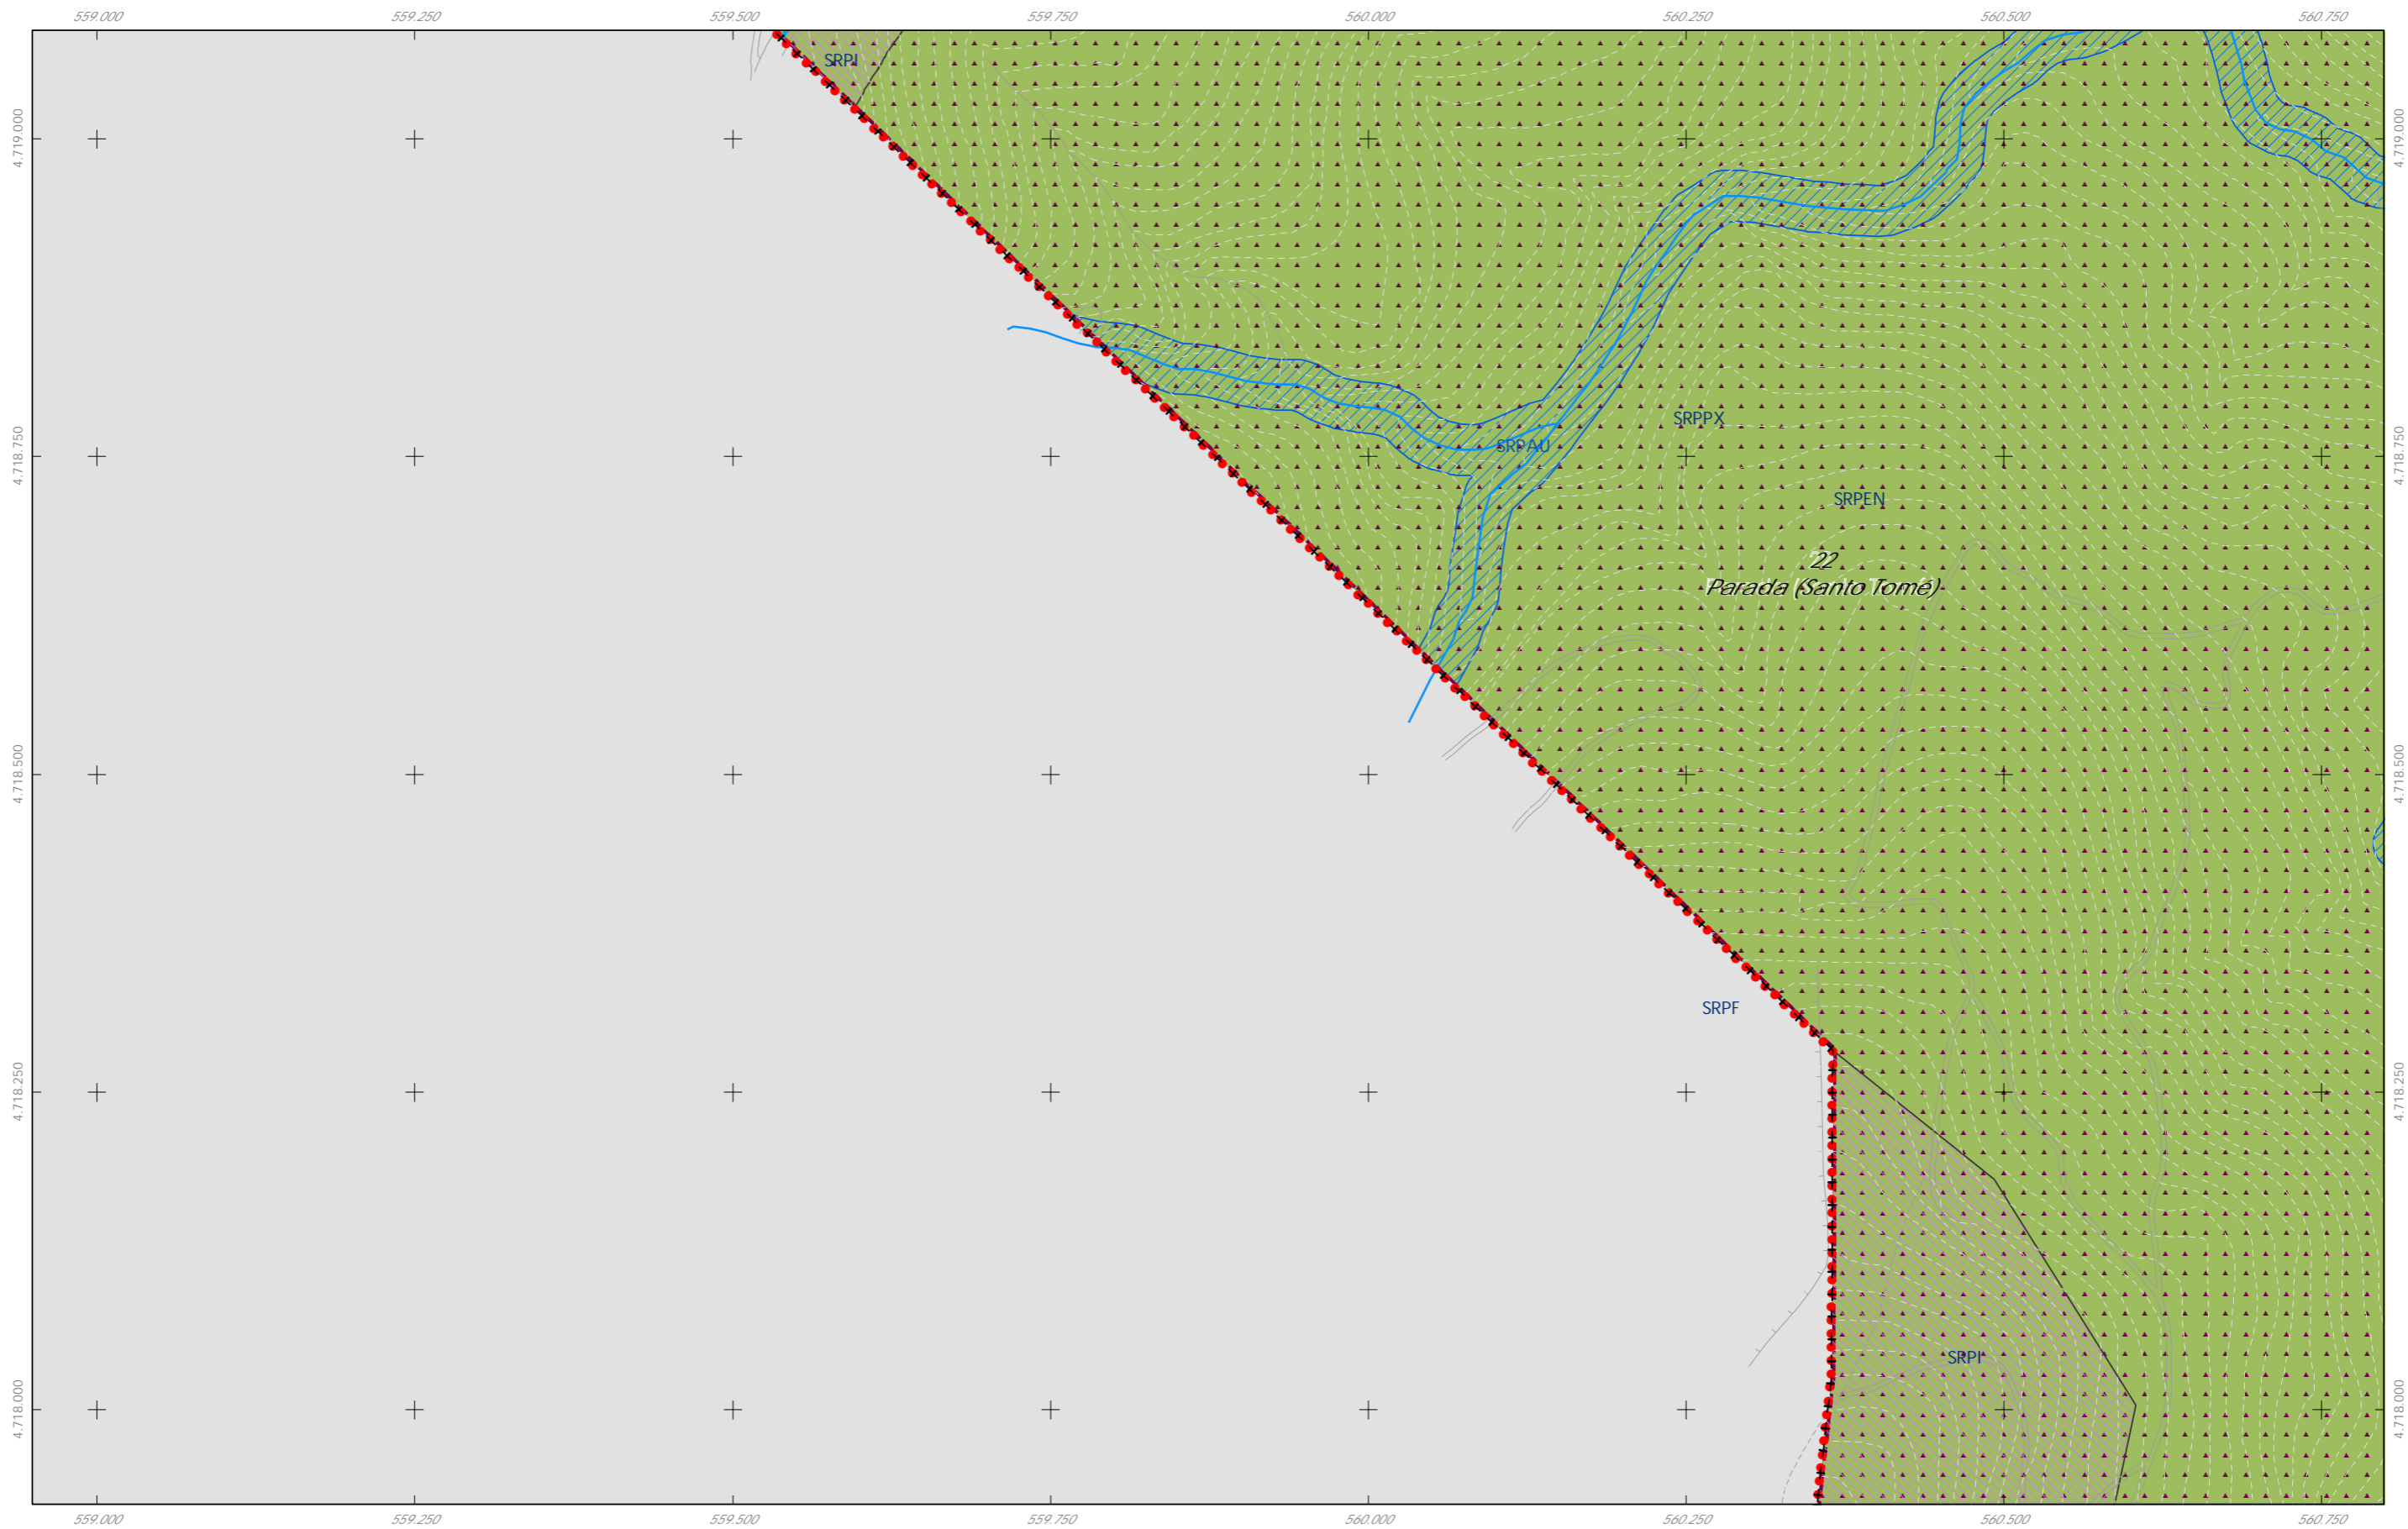 559.000 559.250 559.500 559.750 560.000 560.250 560.500 560.750
SRPI
4.719.000 4.719.000
SRPPX
SRPAU
4.718.750 4.718.750
SRPEN
22
Parada (Santo Tomé)
4.718.500 4.718.500
SRPF
4.718.250 4.718.250
SRPI
4.718.000 4.718.000
559.000 559.250 559.500 559.750 560.000 560.250 560.500 560.750